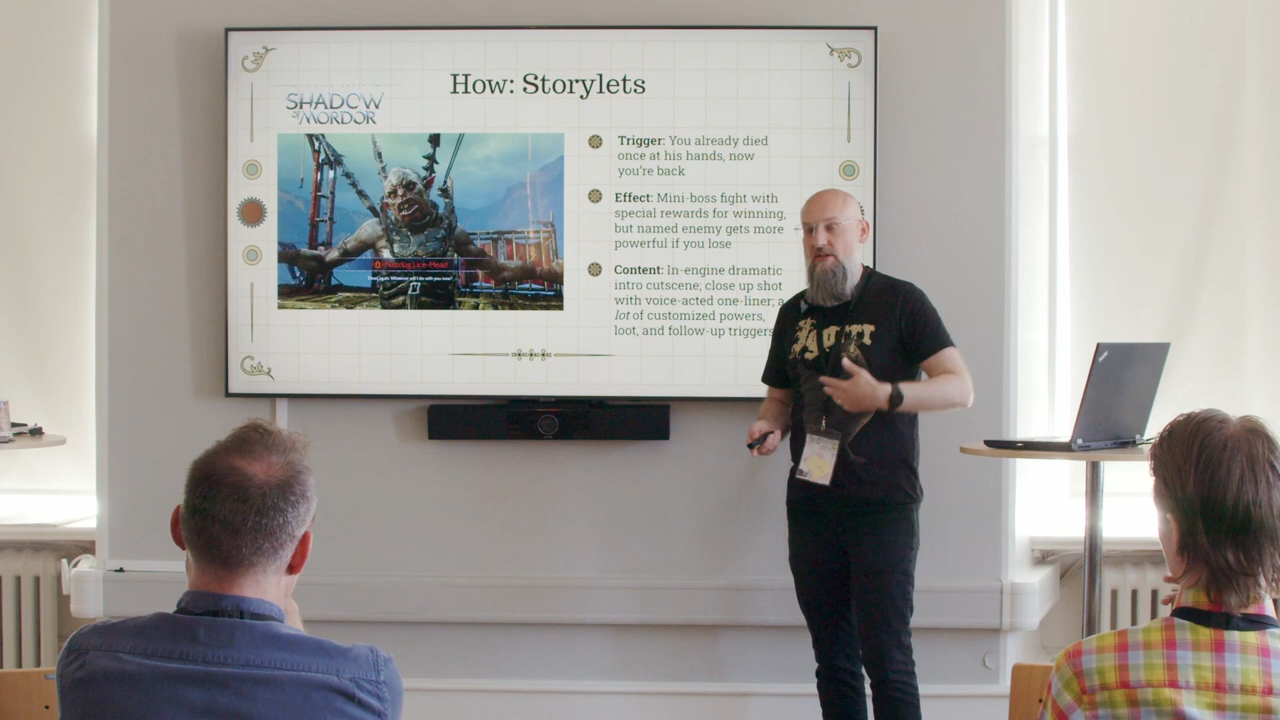 How: Storylets
SHADOW
OF MORDOR
Trigger: You already died
once at his hands, now
you're back
Effect: Mini-boss fight with
special rewards for winning,
but named enemy gets more
powerful if you lose
Content: In-engine dramatic
intro cutscene; close up shot
with voice-acted one-liner; a
lot of customized powers,
loot, and follow-up triggers
Igorrr